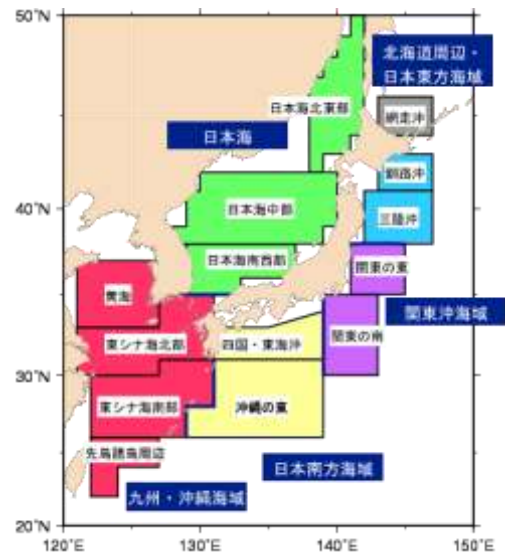 50°N
北海道周辺・
日本東方海域
日本海北東部
網走沖
日本海
釧路沖
40°N
日本海中部
三陸沖
日本海南西部
関東の東
黄海
関東沖海域
東シナ海北部
四国・東海沖
関東の南
30°N
東シナ海南部
沖縄の東
先島諸島周辺
日本南方海域
九州・沖縄海域
20°N
120°E
130°E
140°E
150°E